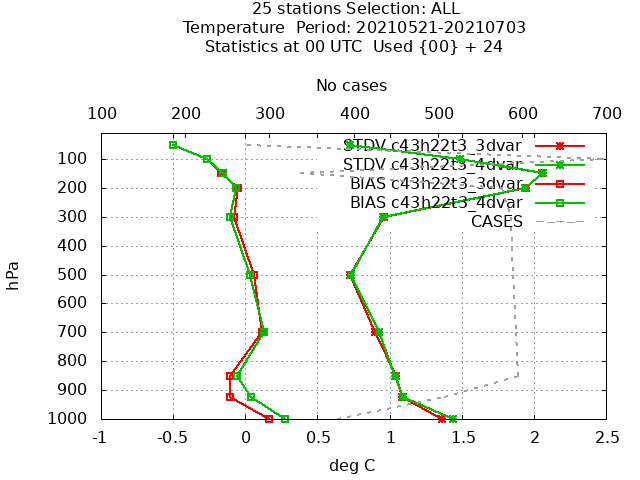 25 stations Selection: ALL
Temperature  Period: 20210521-20210703
Statistics at 00 UTC  Used {00} + 24
No cases
100 200 300 400 500 600 700
STDV c43h22t3_3dvar
STDV c43h22t3_4dvar
BIAS c43h22t3_3dvar
BIAS c43h22t3_4dvar
CASES
hPa
100
200
300
400
500
600
700
800
900
1000
-1 -0.5 0 0.5 1 1.5 2 2.5
deg C